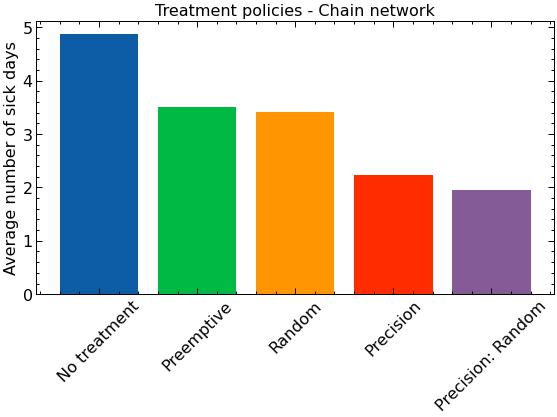 Treatment policies - Chain network
Average number of sick days
5
4
3
2
1
0
No treatment
Preemptive
Random
Precision
Precision: Random